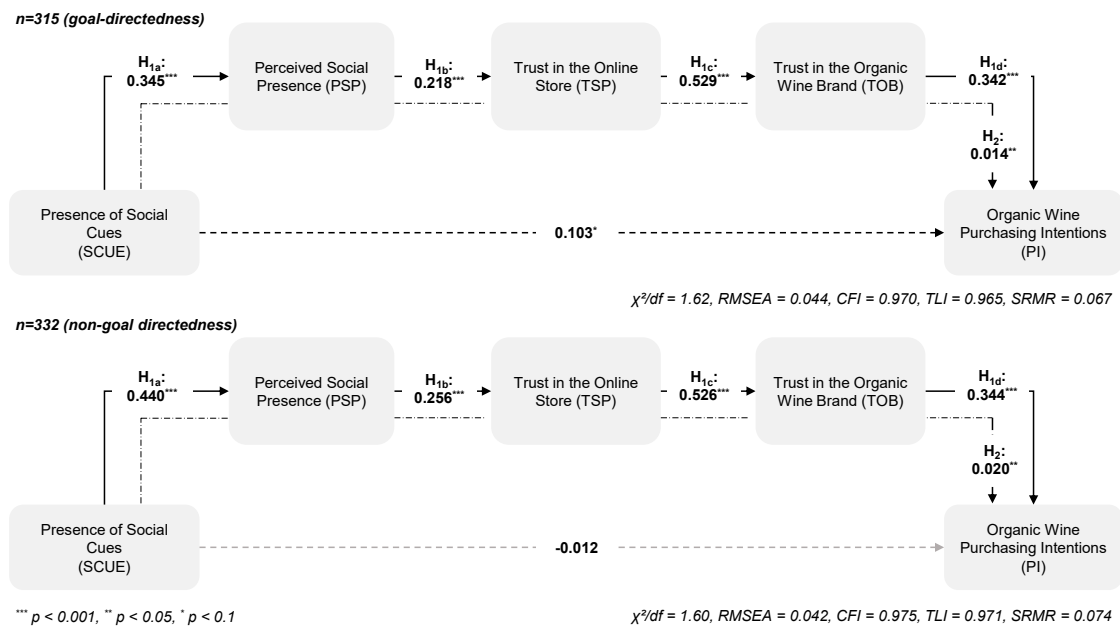 n=315 (goal-directedness)
H1a:
0.345***
Perceived Social
Presence (PSP)
H1b:
0.218***
Trust in the Online
Store (TSP)
H1c:
0.529***
Trust in the Organic
Wine Brand (TOB)
H1d:
0.342***
H2:
0.014**
Presence of Social
Cues
(SCUE)
0.103*
Organic Wine
Purchasing Intentions
(PI)
χ²/df = 1.62, RMSEA = 0.044, CFI = 0.970, TLI = 0.965, SRMR = 0.067
n=332 (non-goal directedness)
H1a:
0.440***
Perceived Social
Presence (PSP)
H1b:
0.256***
Trust in the Online
Store (TSP)
H1c:
0.526***
Trust in the Organic
Wine Brand (TOB)
H1d:
0.344***
H2:
0.020**
Presence of Social
Cues
(SCUE)
-0.012
Organic Wine
Purchasing Intentions
(PI)
*** p < 0.001, ** p < 0.05, * p < 0.1
χ²/df = 1.60, RMSEA = 0.042, CFI = 0.975, TLI = 0.971, SRMR = 0.074